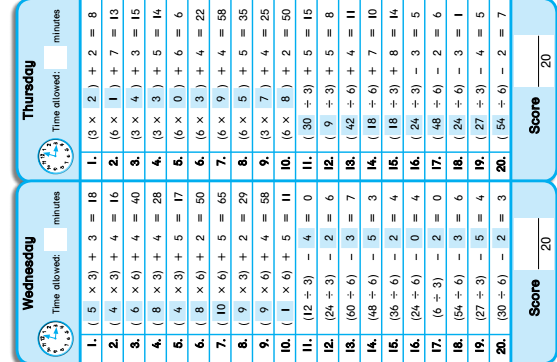 Wednesday
Time allowed: minutes
1. ( 5 × 3) + 3 = 18
2. ( 4 × 3) + 4 = 16
3. ( 6 × 6) + 4 = 40
4. ( 8 × 3) + 4 = 28
5. ( 4 × 3) + 5 = 17
6. ( 8 × 6) + 2 = 50
7. ( 10 × 6) + 5 = 65
8. ( 9 × 3) + 2 = 29
9. ( 9 × 6) + 4 = 58
10. ( 1 × 6) + 5 = 11
11. (12 ÷ 3) − 4 = 0
12. (24 ÷ 3) − 2 = 6
13. (60 ÷ 6) − 3 = 7
14. (48 ÷ 6) − 5 = 3
15. (36 ÷ 6) − 2 = 4
16. (24 ÷ 6) − 0 = 4
17. (6 ÷ 3) − 2 = 0
18. (54 ÷ 6) − 3 = 6
19. (27 ÷ 3) − 5 = 4
20. (30 ÷ 6) − 2 = 3
Score 20
Thursday
Time allowed: minutes
1. (3 × 2 ) + 2 = 8
2. (6 × 1 ) + 7 = 13
3. (3 × 4 ) + 3 = 15
4. (3 × 3 ) + 5 = 14
5. (6 × 0 ) + 6 = 6
6. (6 × 3 ) + 4 = 22
7. (6 × 9 ) + 4 = 58
8. (6 × 5 ) + 5 = 35
9. (3 × 7 ) + 4 = 25
10. (6 × 8 ) + 2 = 50
11. ( 30 ÷ 3) + 5 = 15
12. ( 9 ÷ 3) + 5 = 8
13. ( 42 ÷ 6) + 4 = 11
14. ( 18 ÷ 6) + 7 = 10
15. ( 18 ÷ 3) + 8 = 14
16. ( 24 ÷ 3) − 3 = 5
17. ( 48 ÷ 6) − 2 = 6
18. ( 24 ÷ 6) − 3 = 1
19. ( 27 ÷ 3) − 4 = 5
20. ( 54 ÷ 6) − 2 = 7
Score 20